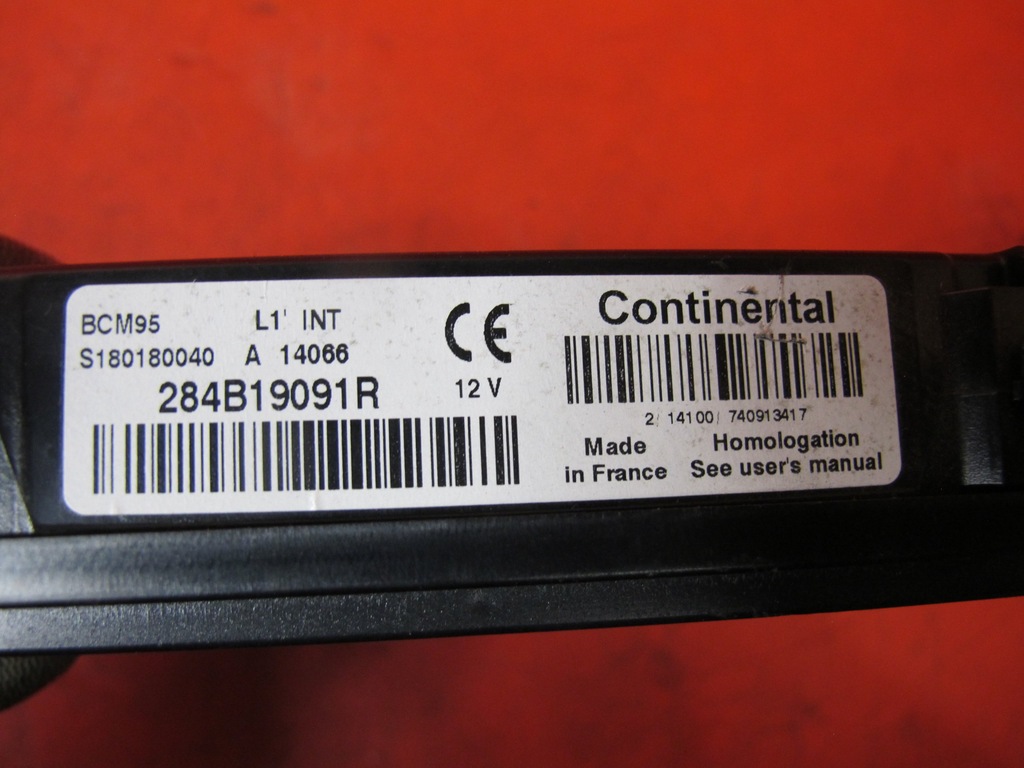 BCM95 L1' INT
S180180040 A 14066
284B19091R
CE
12 V
Continental
2/ 14100/ 740913417
Made in France
Homologation
See user's manual